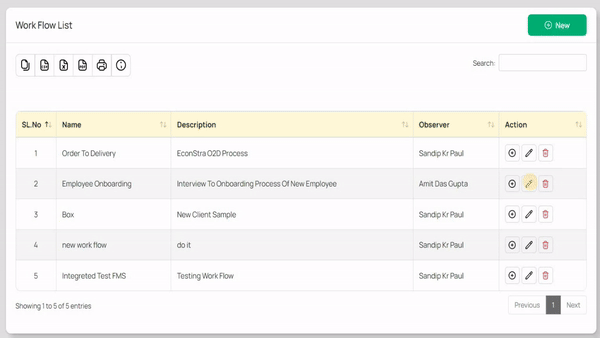 Work Flow List
New
Search:
SL.No Name Description Observer Action
1 Order To Delivery EconStra O2D Process Sandip Kr Paul
2 Employee Onboarding Interview To Onboarding Process Of New Employee Amit Das Gupta
3 Box New Client Sample Sandip Kr Paul
4 new work flow do it Sandip Kr Paul
5 Integreted Test FMS Testing Work Flow Sandip Kr Paul
Showing 1 to 5 of 5 entries
Previous 1 Next